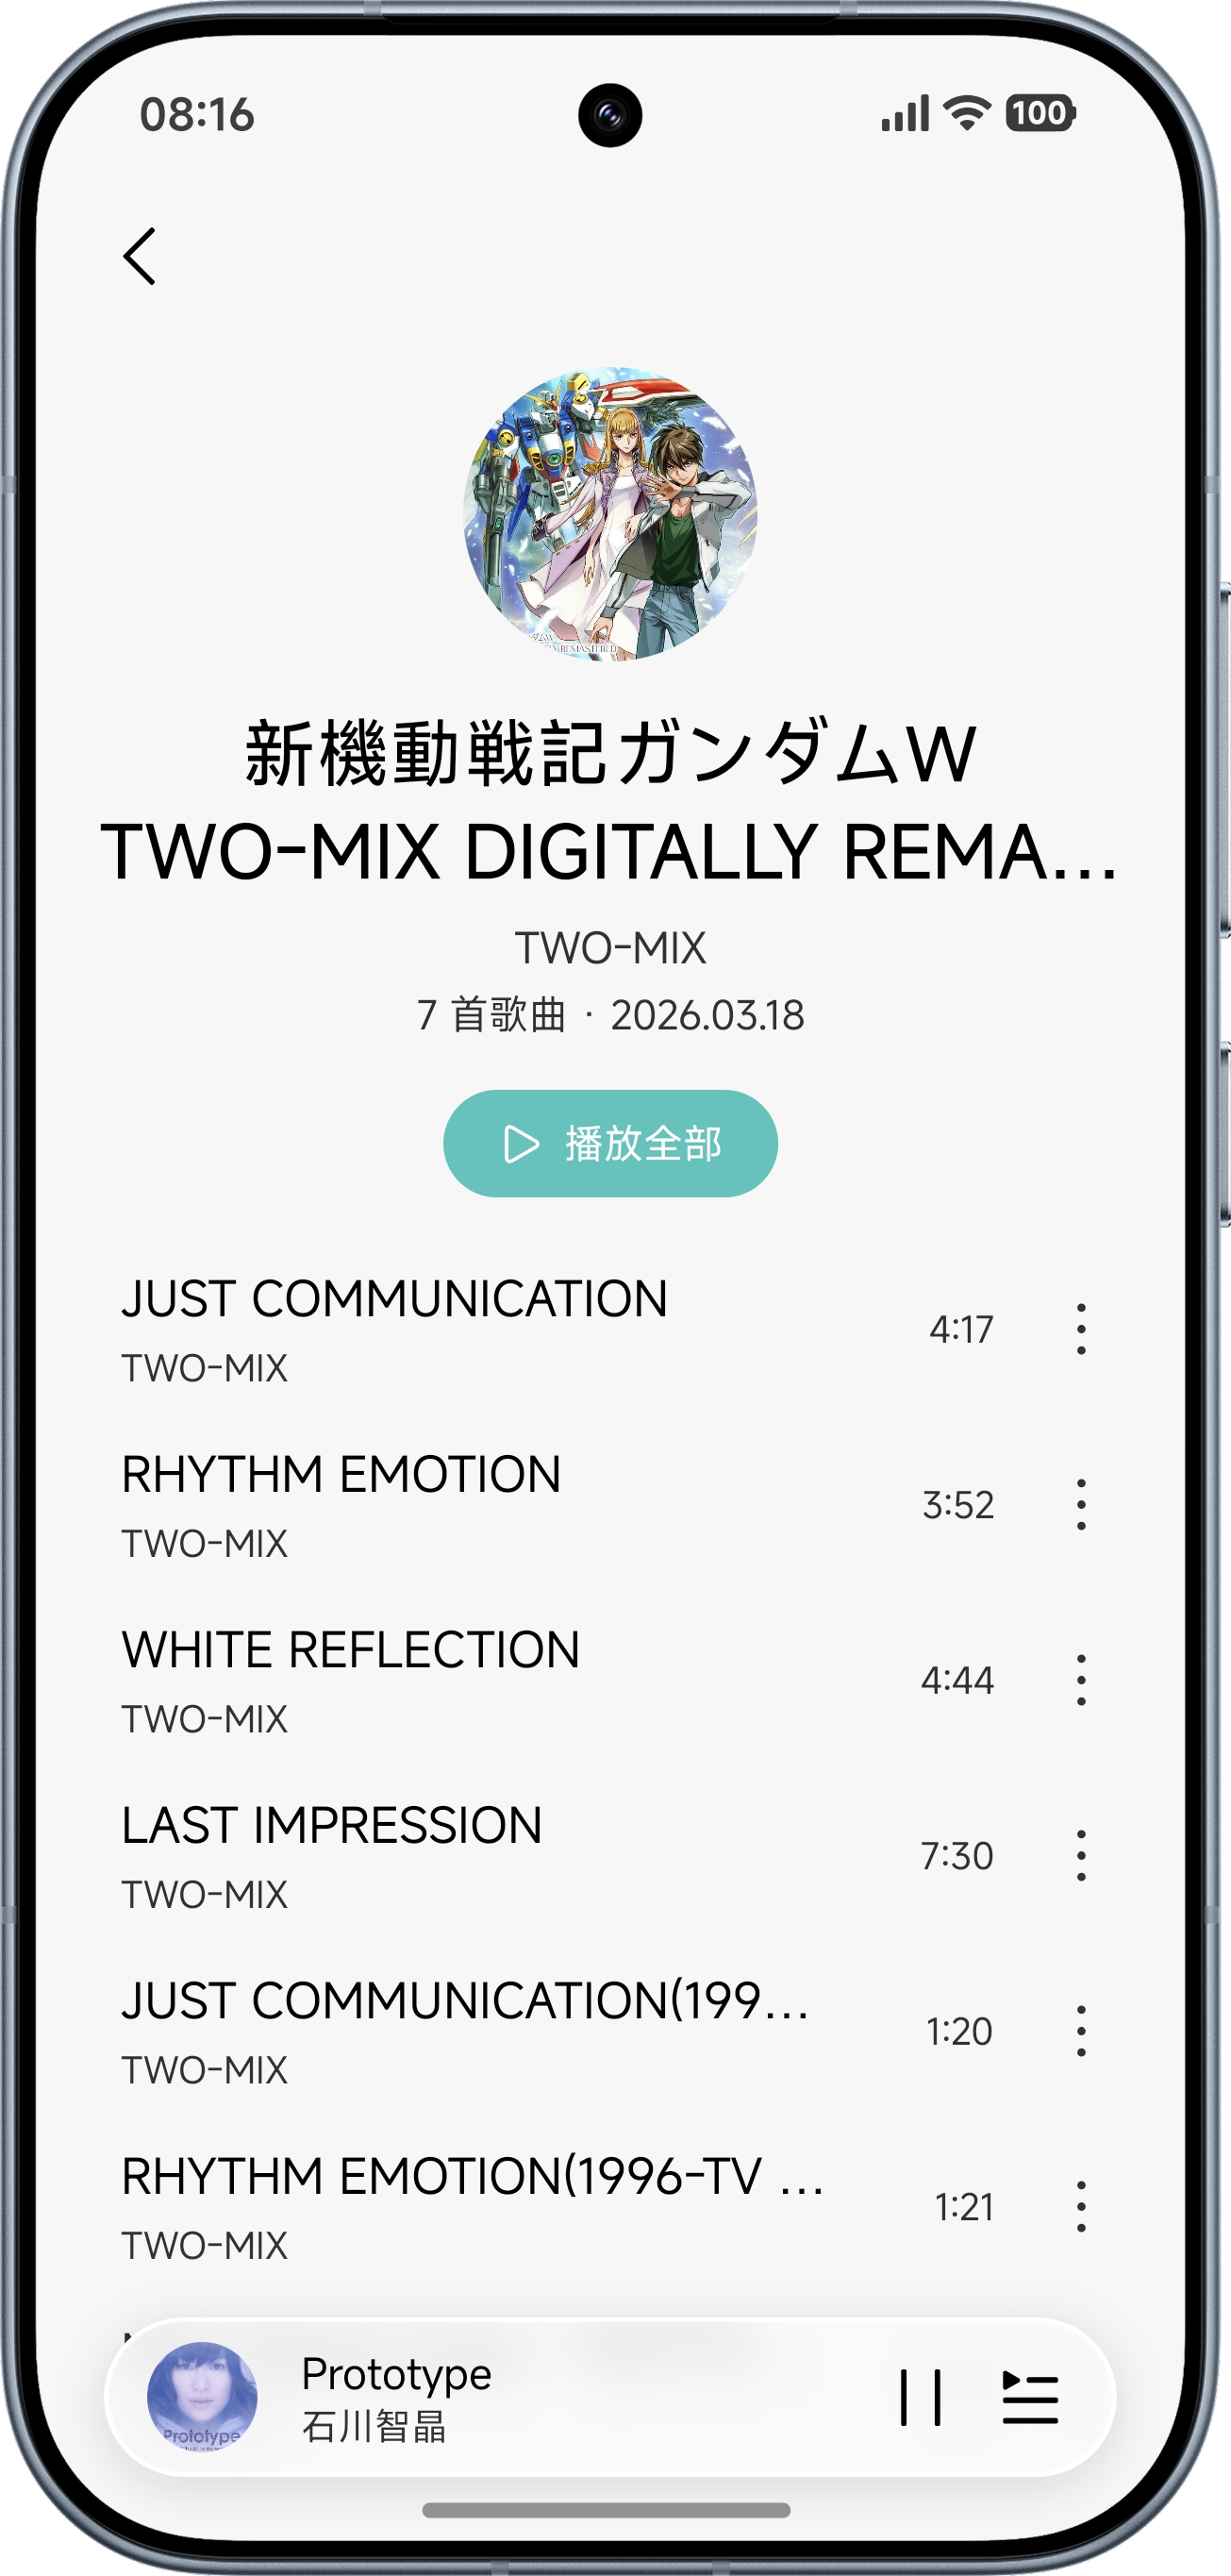 08:16
100
新機動戦記ガンダムW
TWO-MIX DIGITALLY REMA...
TWO-MIX
7 首歌曲 · 2026.03.18
播放全部
JUST COMMUNICATION
4:17
TWO-MIX
RHYTHM EMOTION
3:52
TWO-MIX
WHITE REFLECTION
4:44
TWO-MIX
LAST IMPRESSION
7:30
TWO-MIX
JUST COMMUNICATION(199...
1:20
TWO-MIX
RHYTHM EMOTION(1996-TV ...
1:21
TWO-MIX
Prototype
Prototype
石川智晶